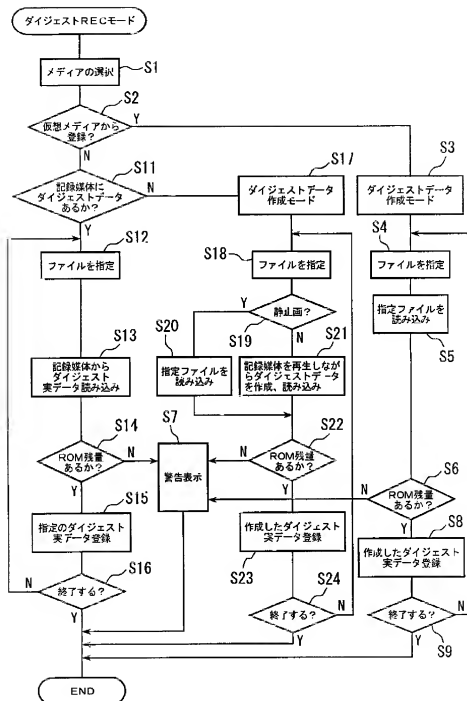 ダイジェストRECモード
S1
メディアの選択
S2
仮想メディアから
登録？
Y
N
S11
記録媒体に
ダイジェストデータ
あるか？
N
Y
S17
ダイジェストデータ
作成モード
S3
ダイジェストデータ
作成モード
S12
ファイルを指定
S18
ファイルを指定
S4
ファイルを指定
S19
静止画？
Y
N
指定ファイルを
読み込み
S5
S20
指定ファイルを
読み込み
S21
記録媒体を再生しなが
らダイジェストデータ
を作成、読み込み
S13
記録媒体から
ダイジェスト
実データ読み込み
S14
ROM残量
あるか？
N
Y
S7
警告表示
S22
ROM残量
あるか？
N
Y
S6
ROM残量
あるか？
N
Y
S15
指定のダイジェスト
実データ登録
作成したダイジェスト
実データ登録
S23
S8
作成したダイジェスト
実データ登録
S16
終了する？
N
Y
S24
終了する？
N
Y
終了する？
N
Y
S9
END